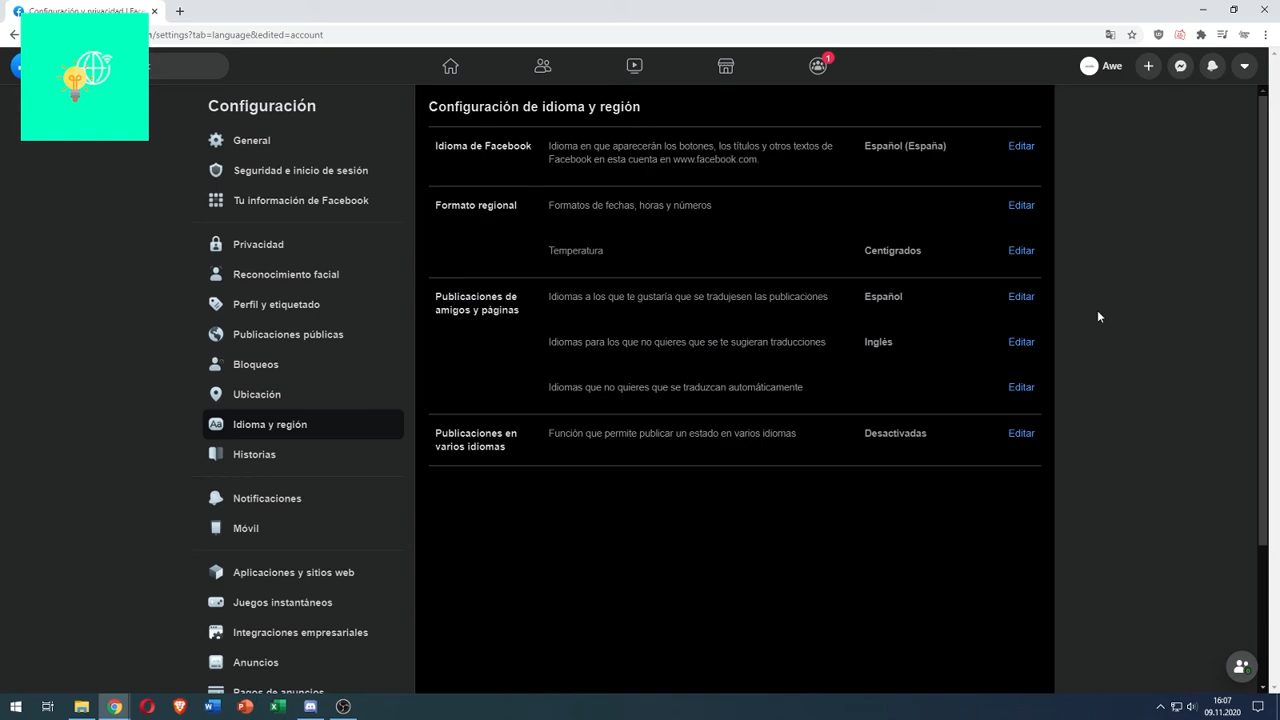 Configuración y privacidad | Face
/settings?tab=language&edited=account
1
Awe
Configuración
General
Seguridad e inicio de sesión
Tu información de Facebook
Privacidad
Reconocimiento facial
Perfil y etiquetado
Publicaciones públicas
Bloqueos
Ubicación
Idioma y región
Historias
Notificaciones
Móvil
Aplicaciones y sitios web
Juegos instantáneos
Integraciones empresariales
Anuncios
Pagos de anuncios
Configuración de idioma y región
Idioma de Facebook
Idioma en que aparecerán los botones, los títulos y otros textos de
Facebook en esta cuenta en www.facebook.com.
Español (España)
Editar
Formato regional
Formatos de fechas, horas y números
Editar
Temperatura
Centígrados
Editar
Publicaciones de
amigos y páginas
Idiomas a los que te gustaría que se tradujesen las publicaciones
Español
Editar
Idiomas para los que no quieres que se te sugieran traducciones
Inglés
Editar
Idiomas que no quieres que se traduzcan automáticamente
Editar
Publicaciones en
varios idiomas
Función que permite publicar un estado en varios idiomas
Desactivadas
Editar
16:07
09.11.2020